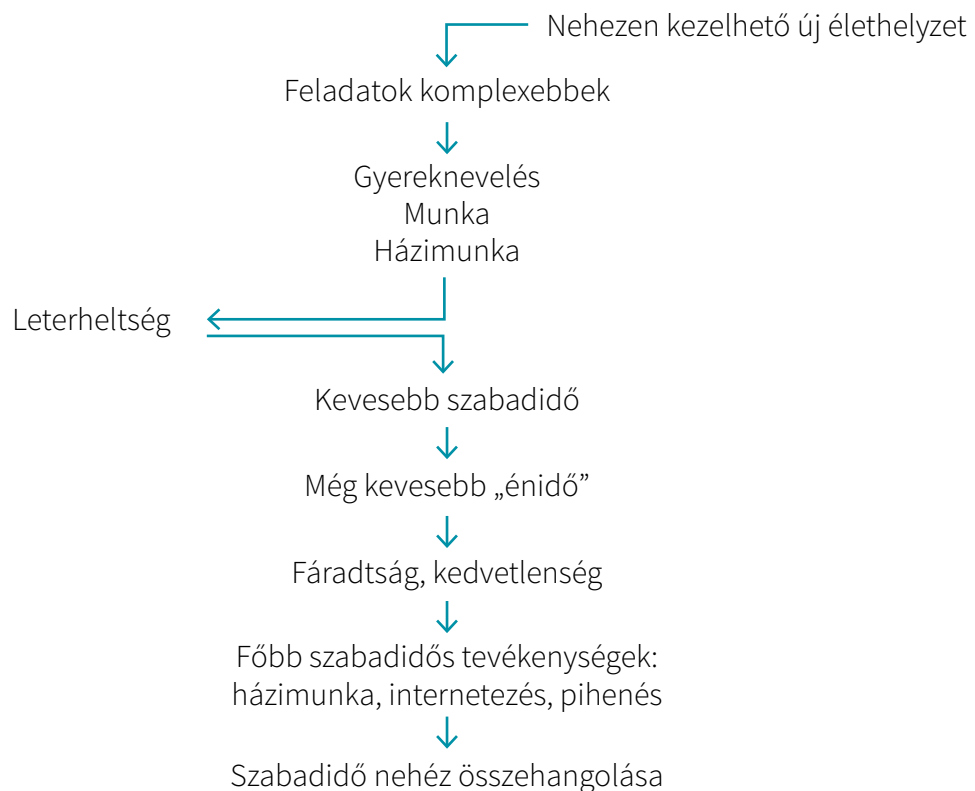 Nehezen kezelhető új élethelyzet
Feladatok komplexebbek
Gyereknevelés
Munka
Házimunka
Leterheltség
Kevesebb szabadidő
Még kevesebb „énidő”
Fáradtság, kedvetlenség
Főbb szabadidős tevékenységek:
házimunka, internetezés, pihenés
Szabadidő nehéz összehangolása